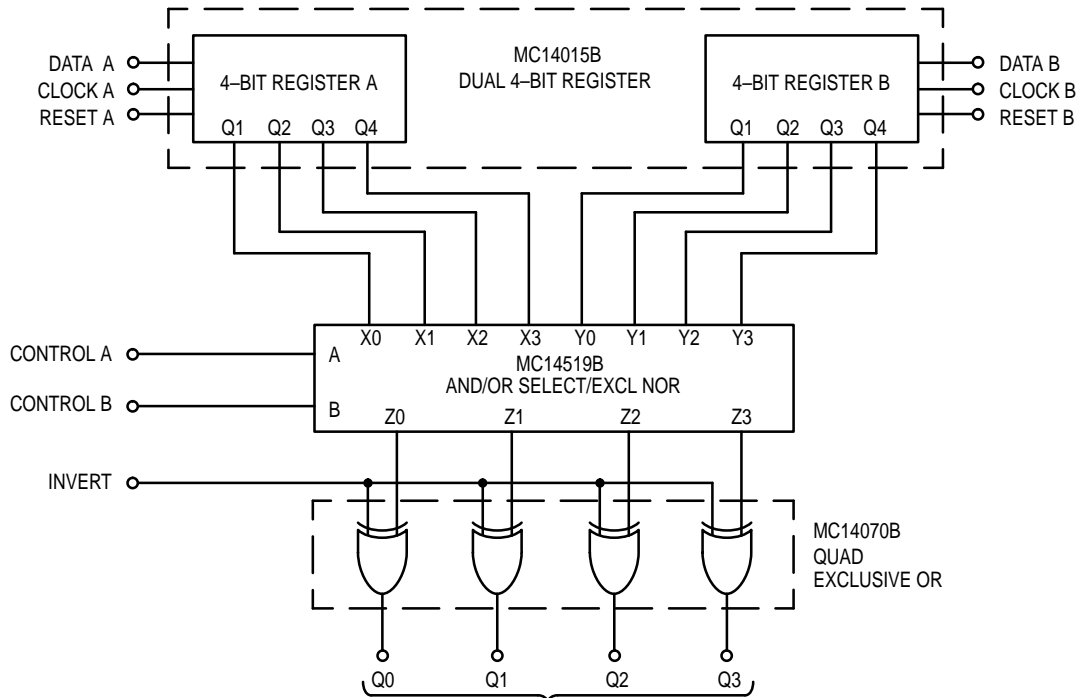 MC14015B
DUAL 4–BIT REGISTER
DATA A
CLOCK A
RESET A
4–BIT REGISTER A
Q1 Q2 Q3 Q4
4–BIT REGISTER B
Q1 Q2 Q3 Q4
DATA B
CLOCK B
RESET B
X0 X1 X2 X3 Y0 Y1 Y2 Y3
CONTROL A
A
MC14519B
AND/OR SELECT/EXCL NOR
CONTROL B
B
Z0 Z1 Z2 Z3
INVERT
MC14070B
QUAD
EXCLUSIVE OR
Q0 Q1 Q2 Q3